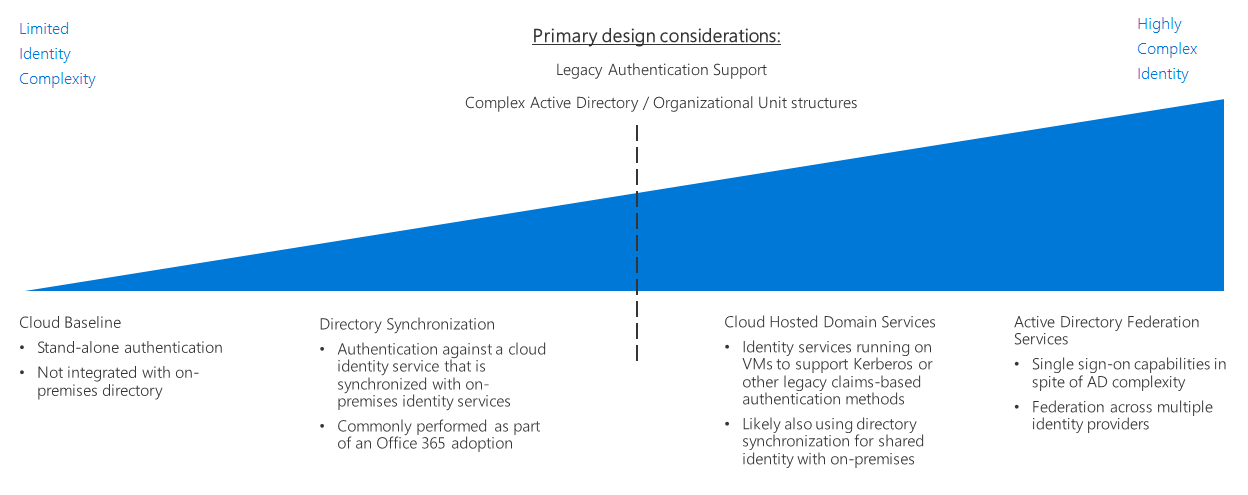 Limited
Identity
Complexity
Primary design considerations:
Legacy Authentication Support
Complex Active Directory / Organizational Unit structures
Highly
Complex
Identity
Cloud Baseline
• Stand-alone authentication
• Not integrated with on-
premises directory
Directory Synchronization
• Authentication against a cloud
identity service that is
synchronized with on-
premises identity services
• Commonly performed as part
of an Office 365 adoption
Cloud Hosted Domain Services
• Identity services running on
VMs to support Kerberos or
other legacy claims-based
authentication methods
• Likely also using directory
synchronization for shared
identity with on-premises
Active Directory Federation
Services
• Single sign-on capabilities in
spite of AD complexity
• Federation across multiple
identity providers